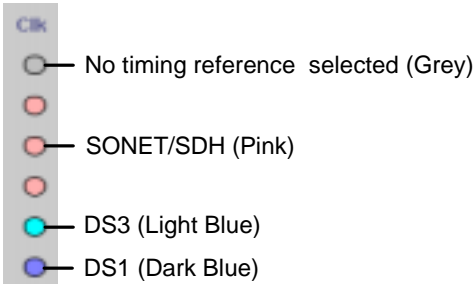 Clk
No timing reference selected (Grey)
SONET/SDH (Pink)
DS3 (Light Blue)
DS1 (Dark Blue)